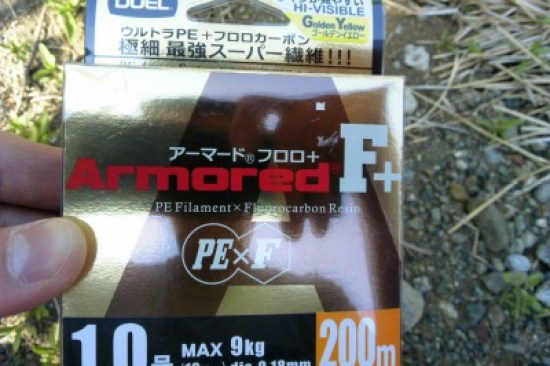 DUEL
HI-VISIBLE
Golden Yellow
ゴールデンイエロー
ウルトラPE+フロロカーボン
極細 最強スーパー繊維!!!
アーマード® フロロ+
Armored® F+
PE Filament×Fluorocarbon Resin
PE×F
1.0号 MAX 9kg 200m
dia 0.18mm